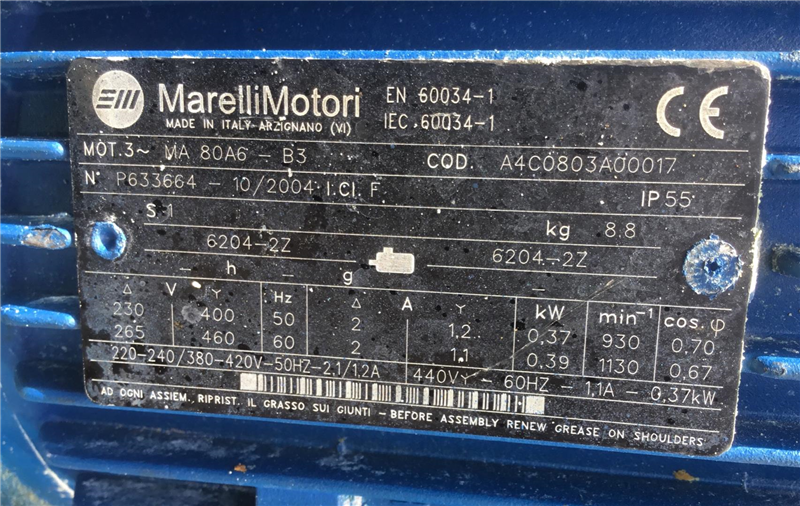 MarelliMotori EN 60034-1
MADE IN ITALY-ARZIGNANO (VI) IEC 60034-1
CE
MOT.3~ MA 80A6 - B3 COD. A4C0803A00017
N° P633664 - 10/2004 I.Cl. F IP 55
S 1 kg 8.8
6204-2Z 6204-2Z
- h - g -
Δ V Y Hz Δ A Y kW min⁻¹ cos φ
230 400 50 2 1.2 0,37 930 0,70
265 460 60 2 1.1 0,39 1130 0,67
220-240/380-420V-50HZ-2,1/1,2A 440VY - 60HZ - 1,1A - 0,37kW
AD OGNI ASSIEM. RIPRIST. IL GRASSO SUI GIUNTI - BEFORE ASSEMBLY RENEW GREASE ON SHOULDERS